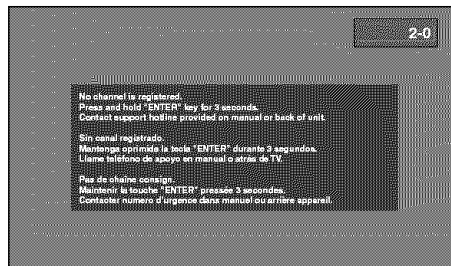 2-0
No channel is registered.
Press and hold "ENTER" key for 3 seconds.
Contact support hotline provided on manual or back of unit.
Sin canal registrado.
Mantenga oprimida la tecla "ENTER" durante 3 segundos.
Llame teléfono de apoyo en manual o atrás de TV.
Pas de chaîne consign.
Maintenir la touche "ENTER" pressée 3 secondes.
Contacter numero d'urgence dans manuel ou arrière appareil.